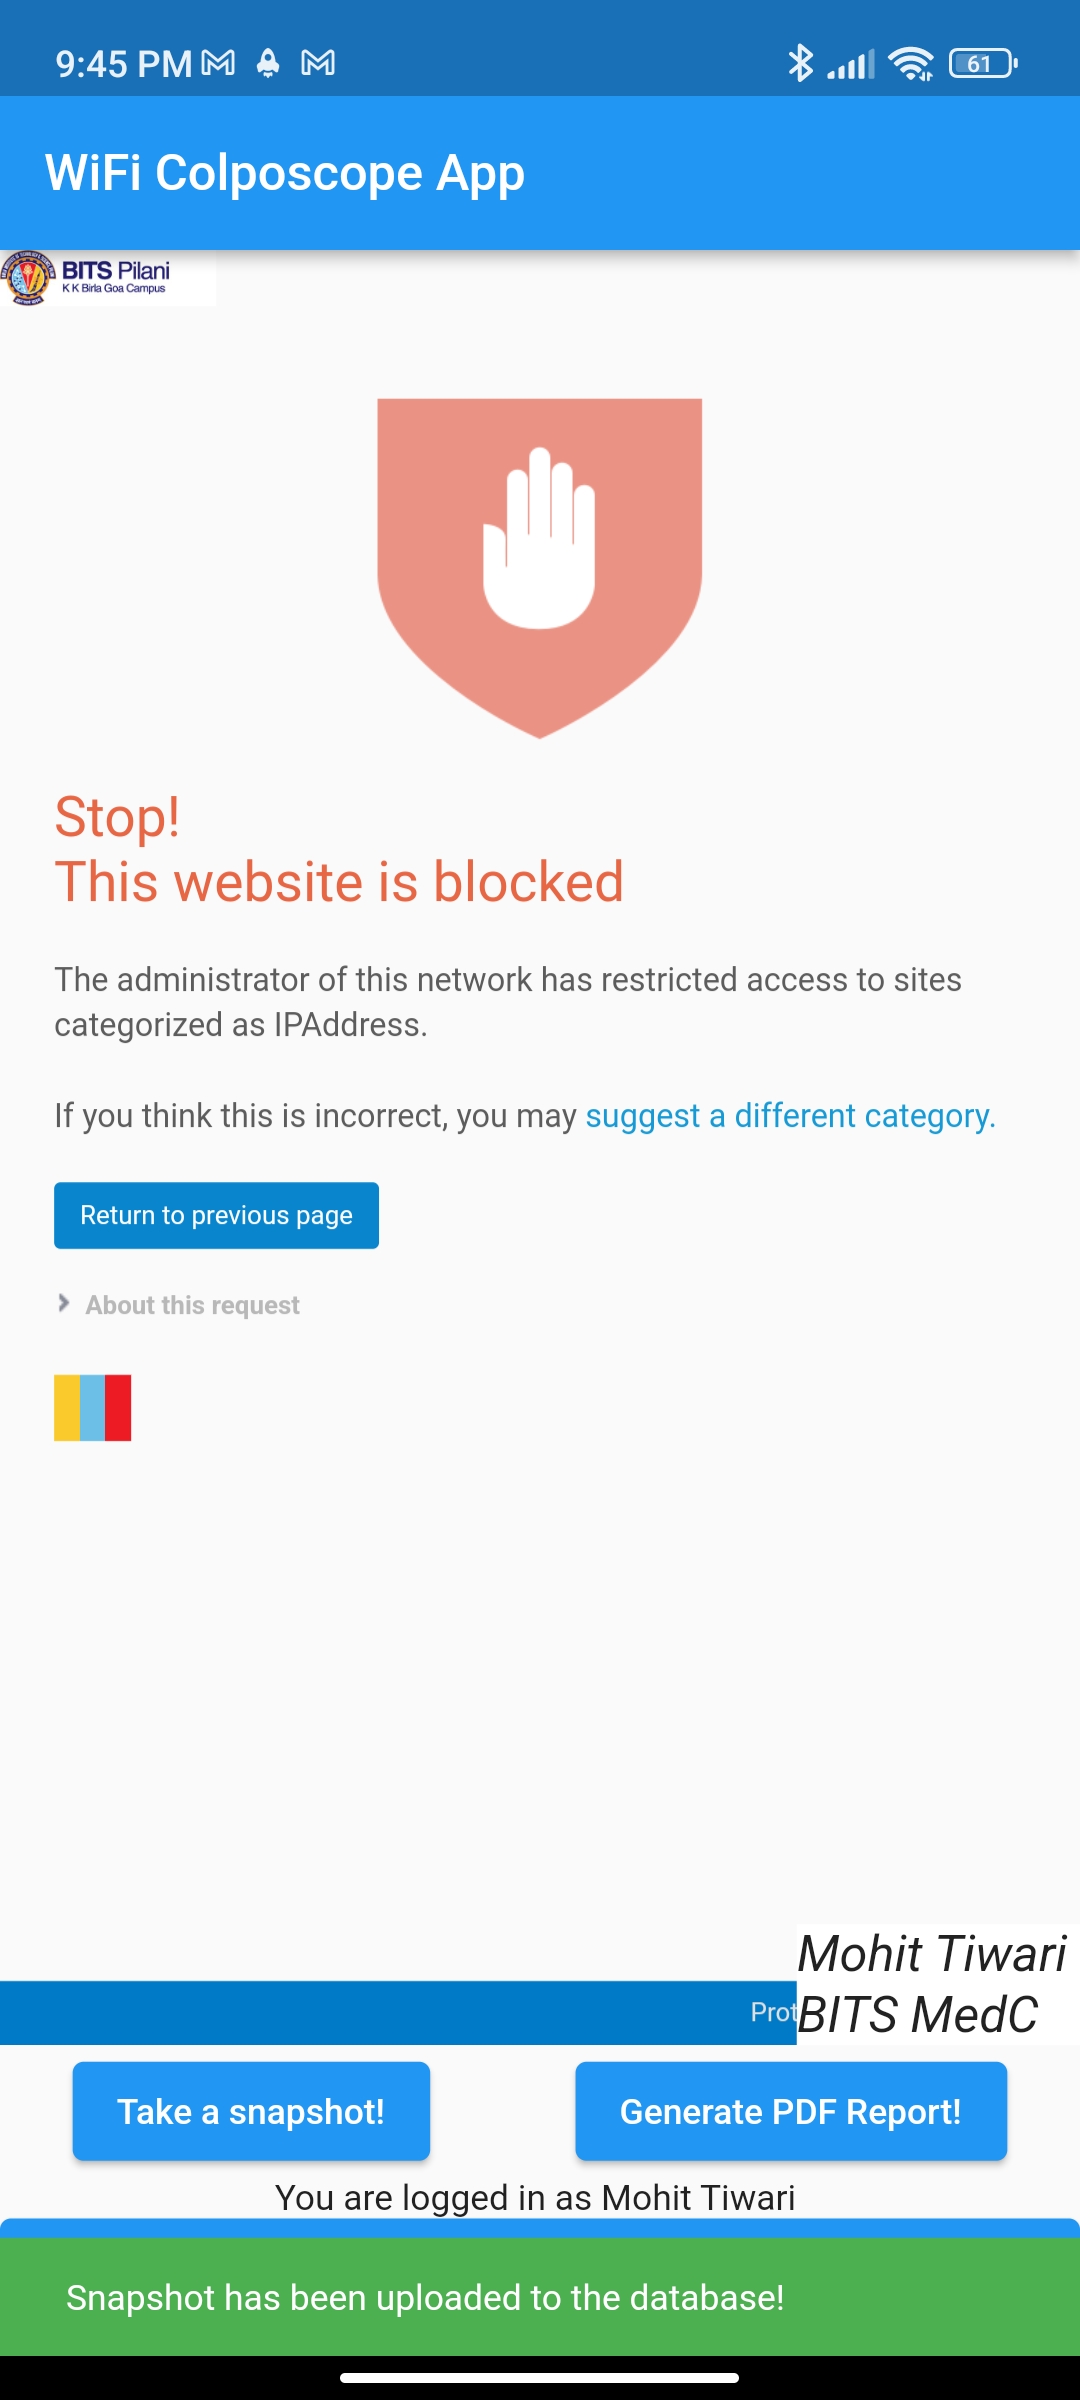 9:45 PM
61
WiFi Colposcope App
BITS Pilani
K K Birla Goa Campus
Stop!
This website is blocked
The administrator of this network has restricted access to sites
categorized as IPAddress.
If you think this is incorrect, you may suggest a different category.
Return to previous page
About this request
Mohit Tiwari
Prot
BITS MedC
Take a snapshot!
Generate PDF Report!
You are logged in as Mohit Tiwari
Snapshot has been uploaded to the database!